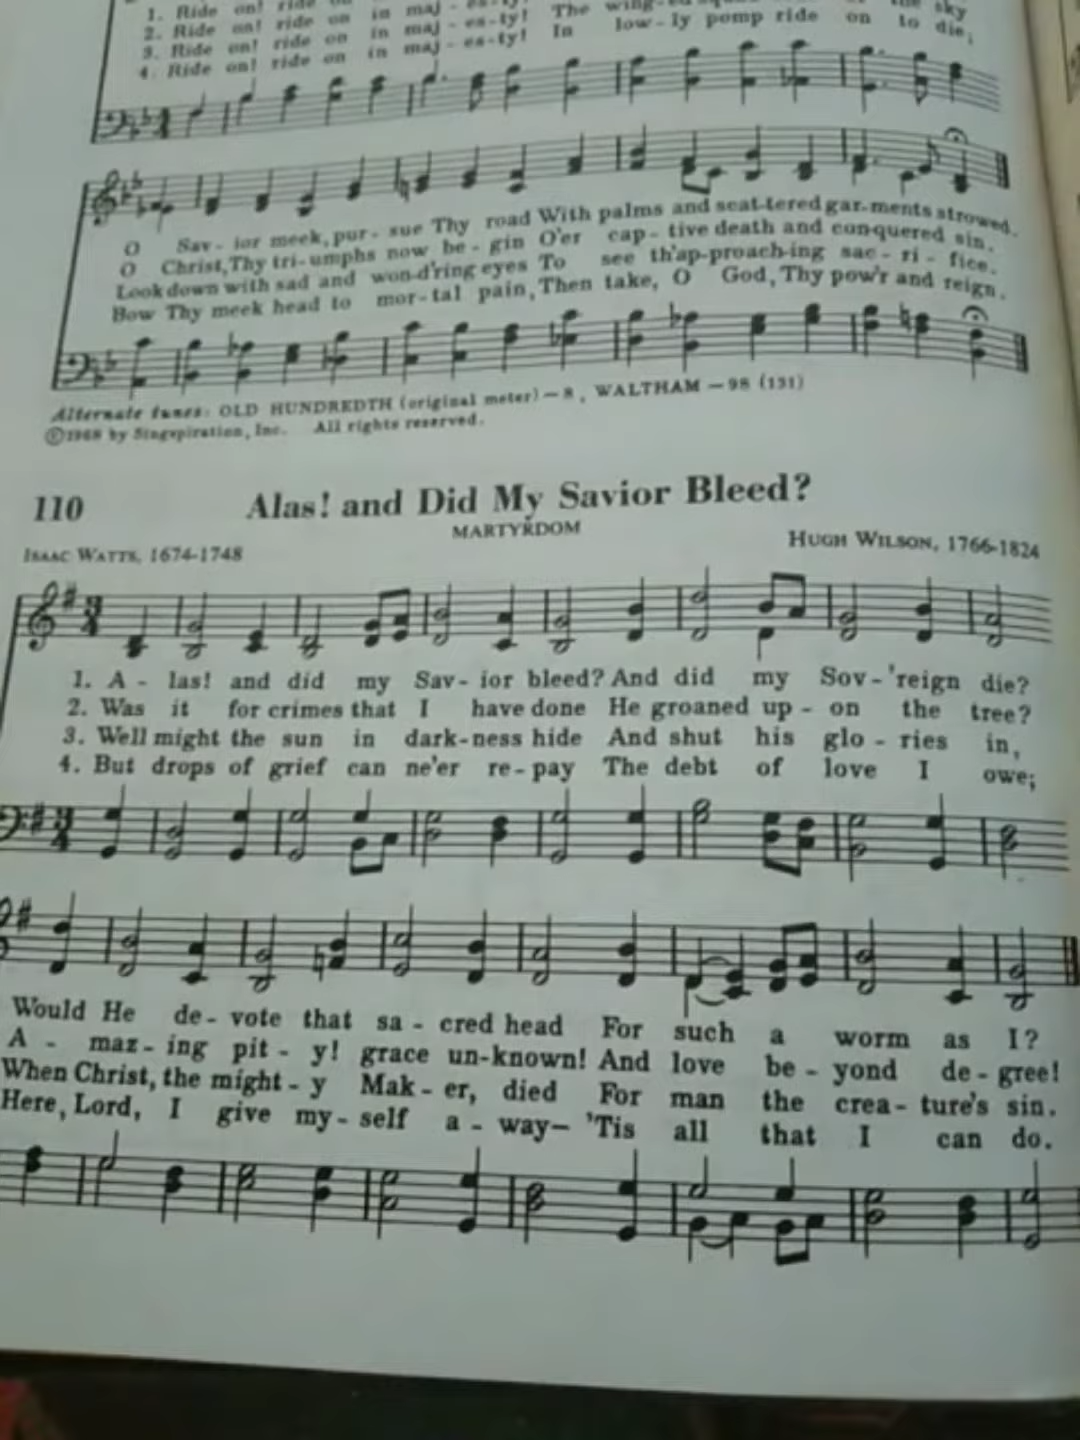 1. Ride on! ride on in maj - es-ty!
2. Ride on! ride on in maj - es-ty! The sky
3. Ride on! ride on in maj - es-ty! The
4. Ride on! ride on in maj - es-ty! In low-ly pomp ride on to die;
O Sav - ior meek, pur - sue Thy road With palms and scat-tered gar-ments strowed.
O Christ, Thy tri-umphs now be - gin O'er cap - tive death and con-quered sin.
Look down with sad and won-d'ring eyes To see th'ap-proach-ing sac - ri - fice.
Bow Thy meek head to mor-tal pain, Then take, O God, Thy pow'r and reign.
Alternate tunes: OLD HUNDREDTH (original meter) — 8, WALTHAM — 98 (131)
©1968 by Singspiration, Inc. All rights reserved.
110 Alas! and Did My Savior Bleed?
MARTYRDOM
ISAAC WATTS, 1674-1748 HUGH WILSON, 1766-1824
1. A - las! and did my Sav - ior bleed? And did my Sov-'reign die?
2. Was it for crimes that I have done He groaned up - on the tree?
3. Well might the sun in dark-ness hide And shut his glo - ries in,
4. But drops of grief can ne'er re-pay The debt of love I owe;
Would He de-vote that sa-cred head For such a worm as I?
A - maz-ing pit - y! grace un-known! And love be - yond de-gree!
When Christ, the might-y Mak-er, died For man the crea-ture's sin.
Here, Lord, I give my-self a-way— 'Tis all that I can do.